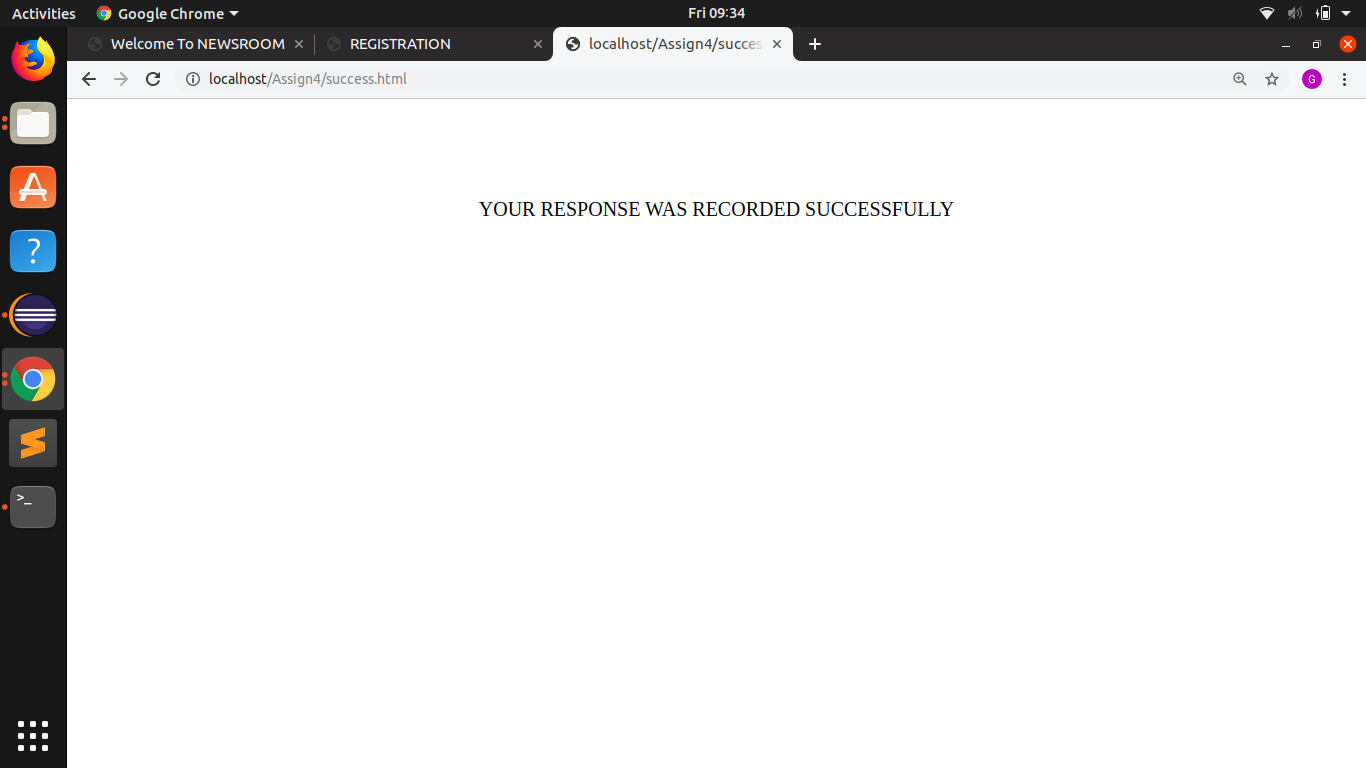 Activities
Google Chrome
Fri 09:34
Welcome To NEWSROOM
REGISTRATION
localhost/Assign4/succes
localhost/Assign4/success.html
G
YOUR RESPONSE WAS RECORDED SUCCESSFULLY
?
>_